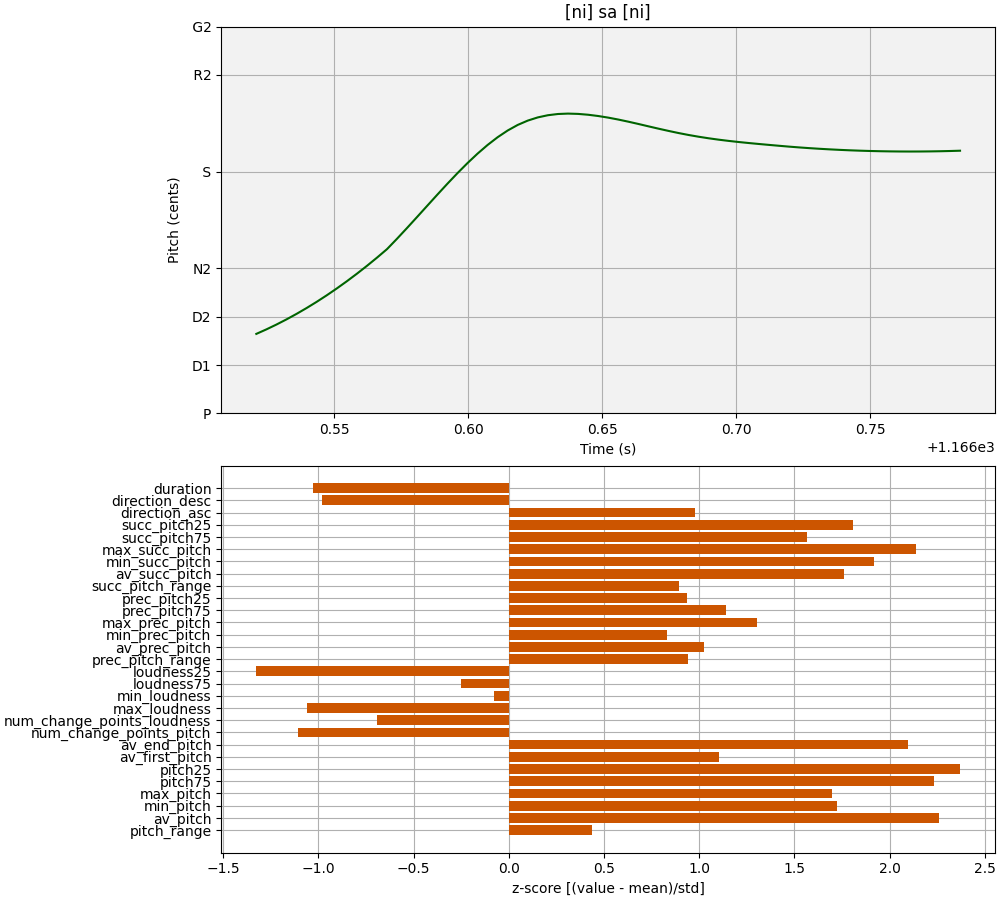 [ni] sa [ni]
G2
R2
S
N2
D2
D1
P
Pitch (cents)
0.55 0.60 0.65 0.70 0.75
Time (s)
+1.166e3
duration
direction_desc
direction_asc
succ_pitch25
succ_pitch75
max_succ_pitch
min_succ_pitch
av_succ_pitch
succ_pitch_range
prec_pitch25
prec_pitch75
max_prec_pitch
min_prec_pitch
av_prec_pitch
prec_pitch_range
loudness25
loudness75
min_loudness
max_loudness
num_change_points_loudness
num_change_points_pitch
av_end_pitch
av_first_pitch
pitch25
pitch75
max_pitch
min_pitch
av_pitch
pitch_range
−1.5 −1.0 −0.5 0.0 0.5 1.0 1.5 2.0 2.5
z-score [(value - mean)/std]